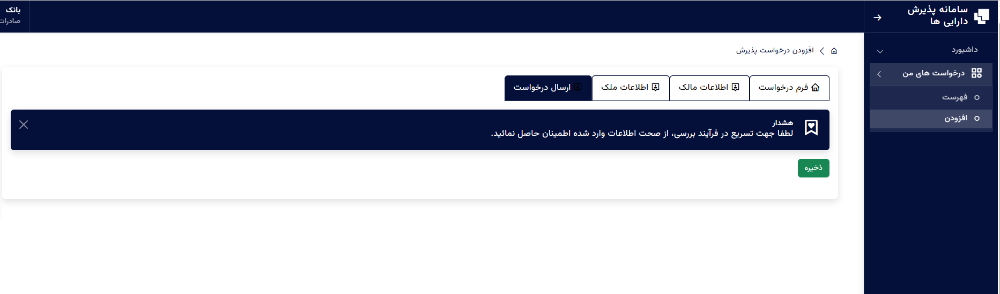 سامانه پذیرش
دارایی ها
بانک
صادرات
داشبورد
درخواست های من
فهرست
افزودن
افزودن درخواست پذیرش
فرم درخواست
اطلاعات مالک
اطلاعات ملک
ارسال درخواست
هشدار
لطفا جهت تسریع در فرآیند بررسی، از صحت اطلاعات وارد شده اطمینان حاصل نمائید.
ذخیره